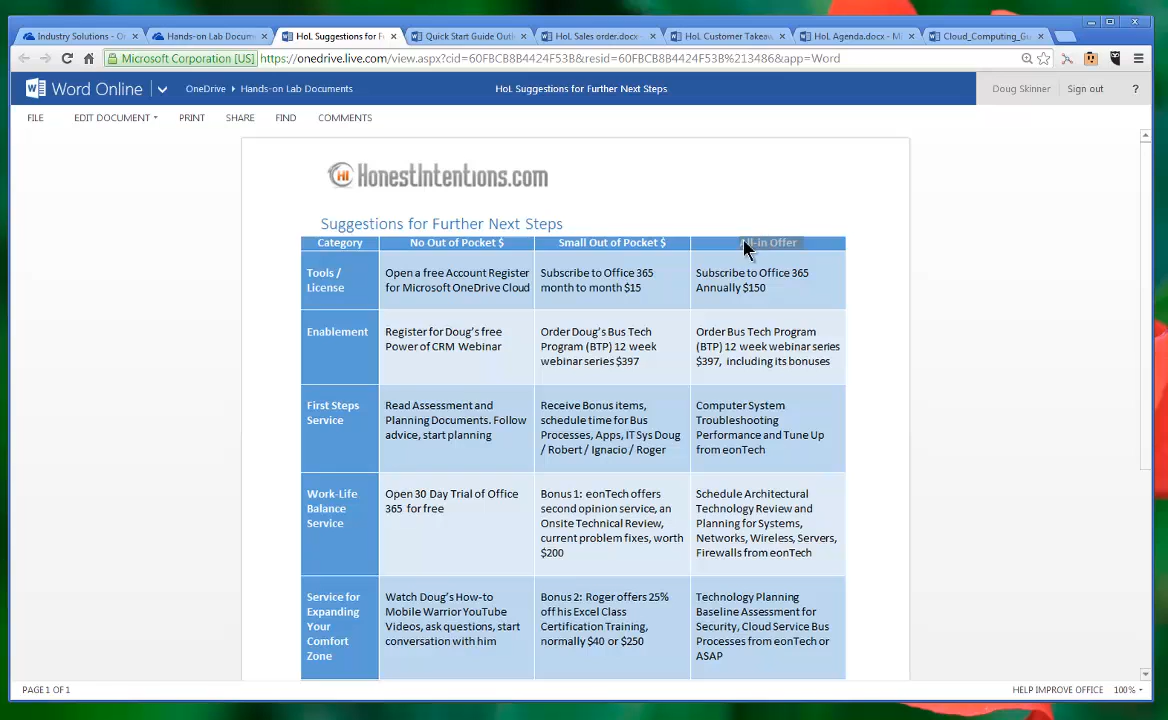 Industry Solutions - O
Hands-on Lab Docum
HoL Suggestions for F
Quick Start Guide Outl
HoL Sales order.docx
HoL Customer Takeaw
HoL Agenda.docx - Mi
Cloud_Computing_Gu
Microsoft Corporation [US] https://onedrive.live.com/view.aspx?cid=60FBCB8B4424F53B&resid=60FBCB8B4424F53B%213486&app=Word
Word Online
OneDrive Hands-on Lab Documents
HoL Suggestions for Further Next Steps
Doug Skinner
Sign out
?
FILE EDIT DOCUMENT PRINT SHARE FIND COMMENTS
HI HonestIntentions.com
Suggestions for Further Next Steps
Category No Out of Pocket $ Small Out of Pocket $ All-in Offer
Tools /
License
Open a free Account Register
for Microsoft OneDrive Cloud
Subscribe to Office 365
month to month $15
Subscribe to Office 365
Annually $150
Enablement
Register for Doug's free
Power of CRM Webinar
Order Doug's Bus Tech
Program (BTP) 12 week
webinar series $397
Order Bus Tech Program
(BTP) 12 week webinar series
$397, including its bonuses
First Steps
Service
Read Assessment and
Planning Documents. Follow
advice, start planning
Receive Bonus items,
schedule time for Bus
Processes, Apps, IT Sys Doug
/ Robert / Ignacio / Roger
Computer System
Troubleshooting
Performance and Tune Up
from eonTech
Work-Life
Balance
Service
Open 30 Day Trial of Office
365 for free
Bonus 1: eonTech offers
second opinion service, an
Onsite Technical Review,
current problem fixes, worth
$200
Schedule Architectural
Technology Review and
Planning for Systems,
Networks, Wireless, Servers,
Firewalls from eonTech
Service for
Expanding
Your
Comfort
Zone
Watch Doug's How-to
Mobile Warrior YouTube
Videos, ask questions, start
conversation with him
Bonus 2: Roger offers 25%
off his Excel Class
Certification Training,
normally $40 or $250
Technology Planning
Baseline Assessment for
Security, Cloud Service Bus
Processes from eonTech or
ASAP
PAGE 1 OF 1
HELP IMPROVE OFFICE 100%